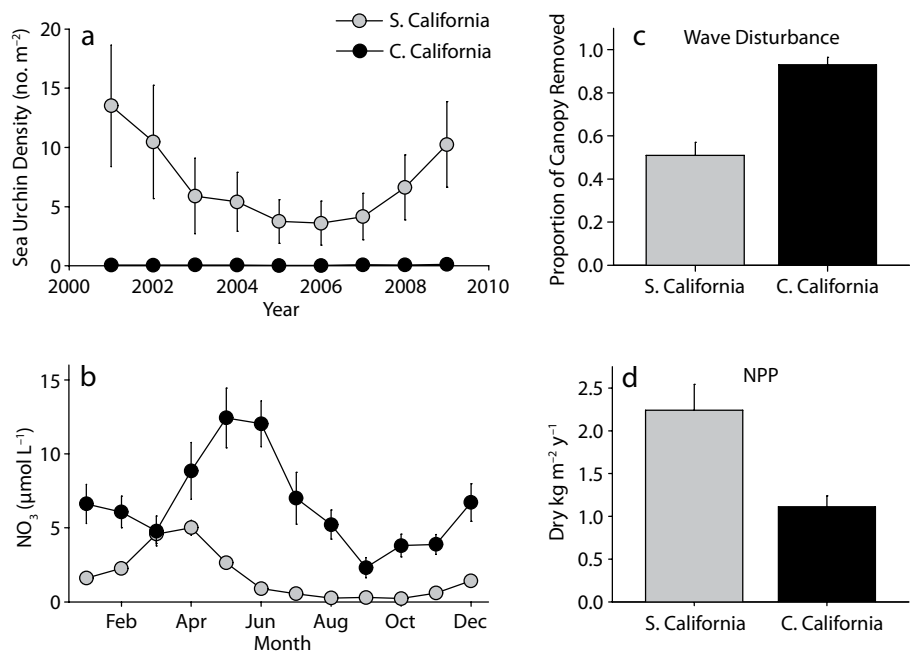 a
S. California
C. California
Sea Urchin Density (no. m⁻²)
20
15
10
5
0
2000 2002 2004 2006 2008 2010
Year
c
Wave Disturbance
Proportion of Canopy Removed
1.0
0.8
0.6
0.4
0.2
0.0
S. California C. California
b
NO₃ (µmol L⁻¹)
15
10
5
0
Feb Apr Jun Aug Oct Dec
Month
d
NPP
Dry kg m⁻² y⁻¹
2.5
2.0
1.5
1.0
0.5
0.0
S. California C. California